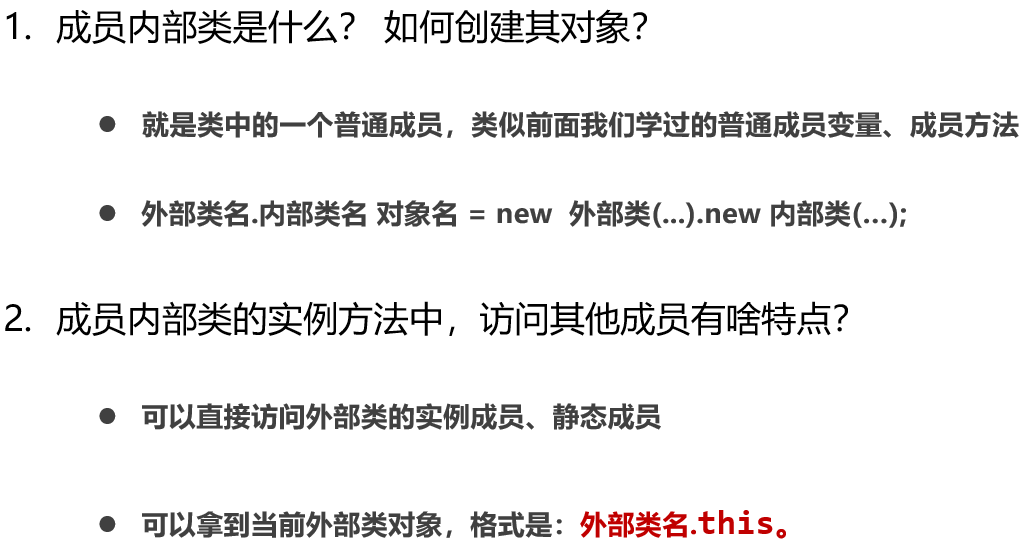 1. 成员内部类是什么? 如何创建其对象?
● 就是类中的一个普通成员，类似前面我们学过的普通成员变量、成员方法
● 外部类名.内部类名 对象名 = new 外部类(...).new 内部类(...);
2. 成员内部类的实例方法中，访问其他成员有啥特点?
● 可以直接访问外部类的实例成员、静态成员
● 可以拿到当前外部类对象，格式是：外部类名.this。